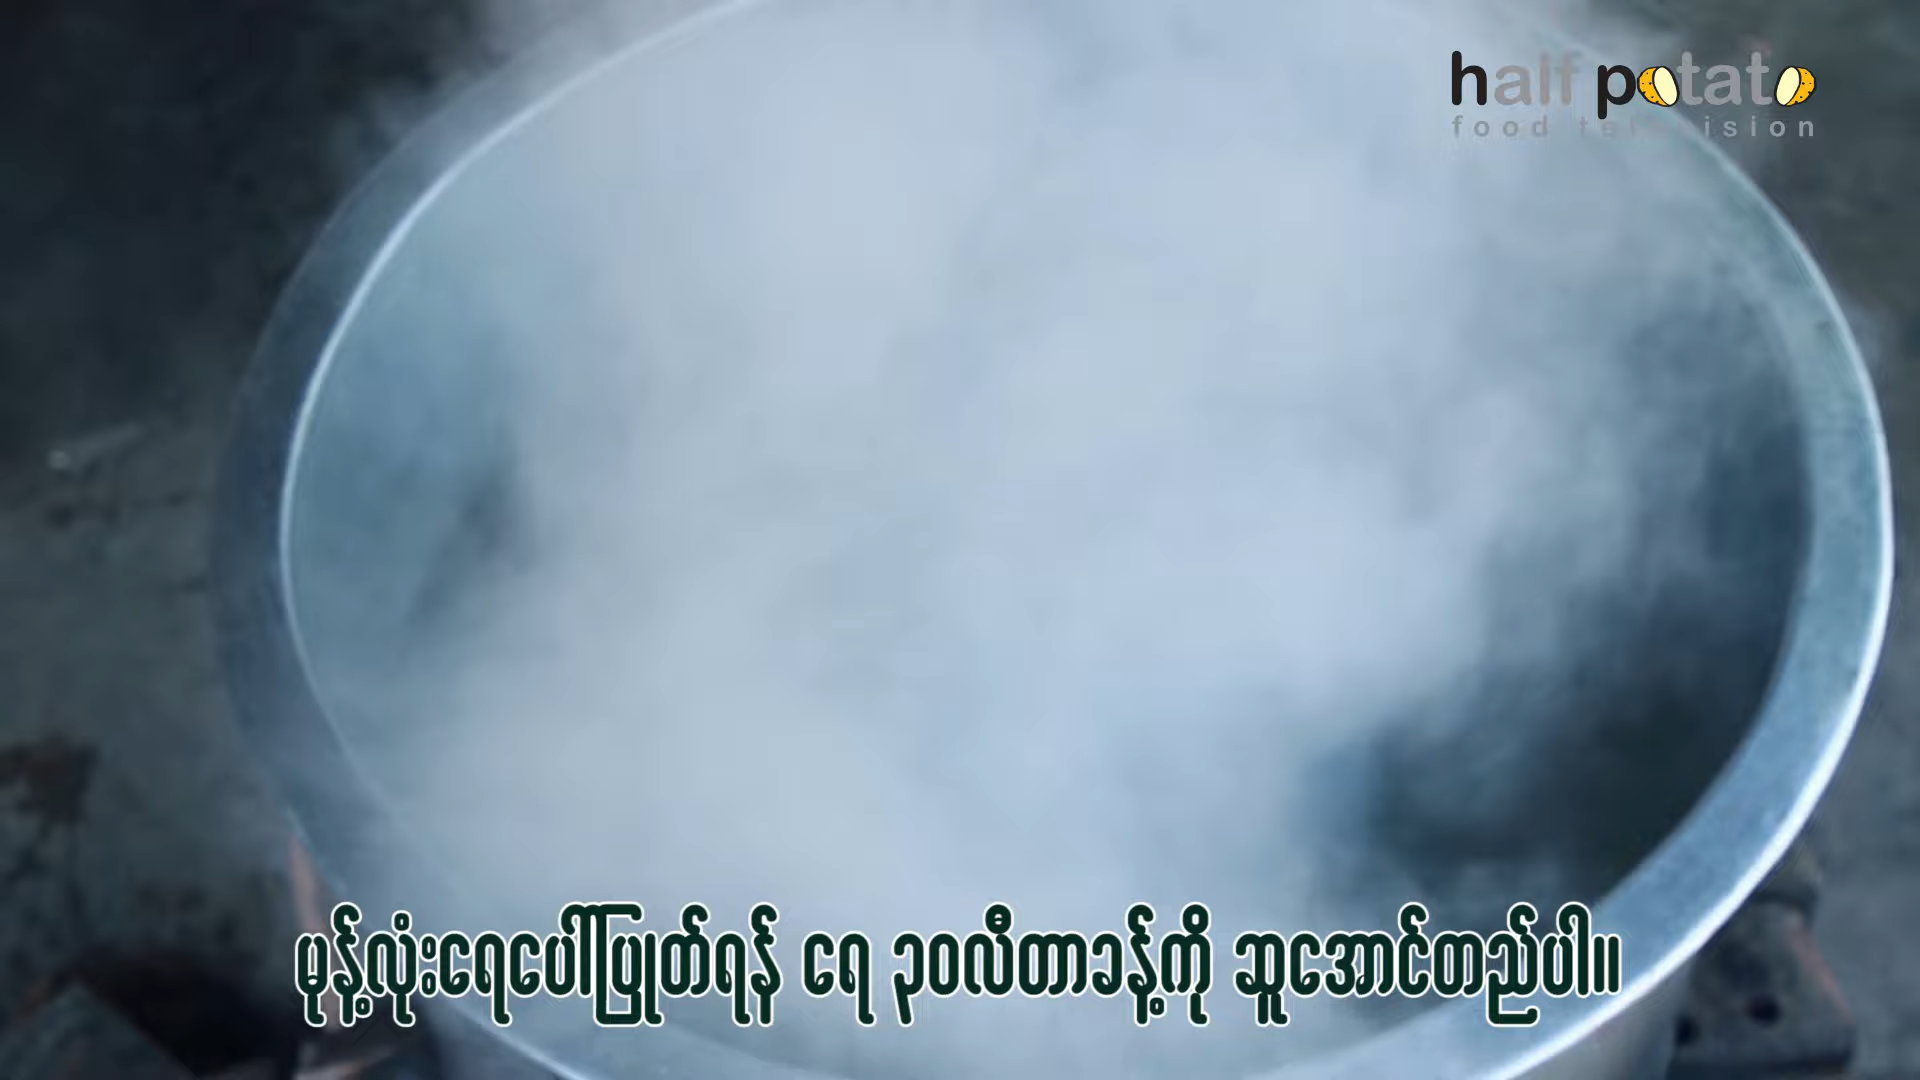 half potato
food television
မုန့်လုံးရေပေါ်ပြုတ်ရန် ရေ ၃၀လီတာခန့်ကို ဆူအောင်တည်ပါ။